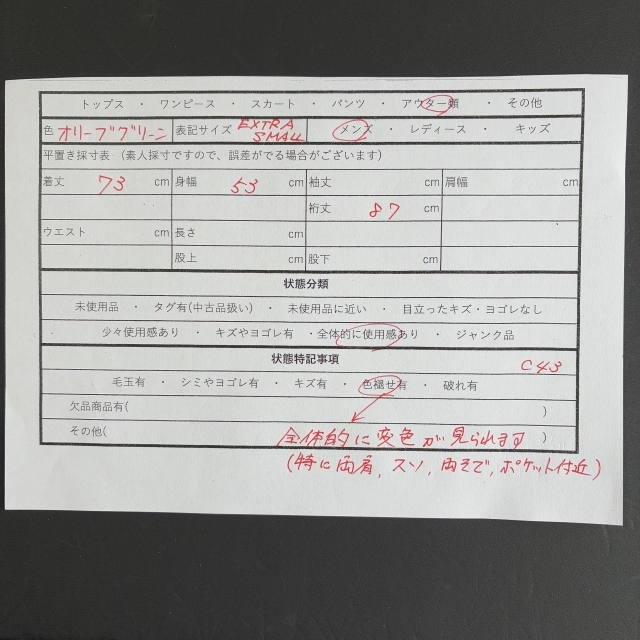 トップス ・ ワンピース ・ スカート ・ パンツ ・ アウター類 ・ その他
色 オリーブグリーン 表記サイズ EXTRA SMALL メンズ ・ レディース ・ キッズ
平置き採寸表 (素人採寸ですので、誤差がでる場合がございます)
着丈 73 cm 身幅 53 cm 袖丈 cm 肩幅 cm
裄丈 87 cm
ウエスト cm 長さ cm
股上 cm 股下 cm
状態分類
未使用品 ・ タグ有(中古品扱い) ・ 未使用品に近い ・ 目立ったキズ・ヨゴレなし
少々使用感あり ・ キズやヨゴレ有 ・全体的に使用感あり ・ ジャンク品
状態特記事項 C43
毛玉有 ・ シミやヨゴレ有 ・ キズ有 ・ 色褪せ有 ・ 破れ有
欠品商品有( )
その他( 全体的に変色が見られます )
(特に両肩, スソ, 両そで, ポケット付近)